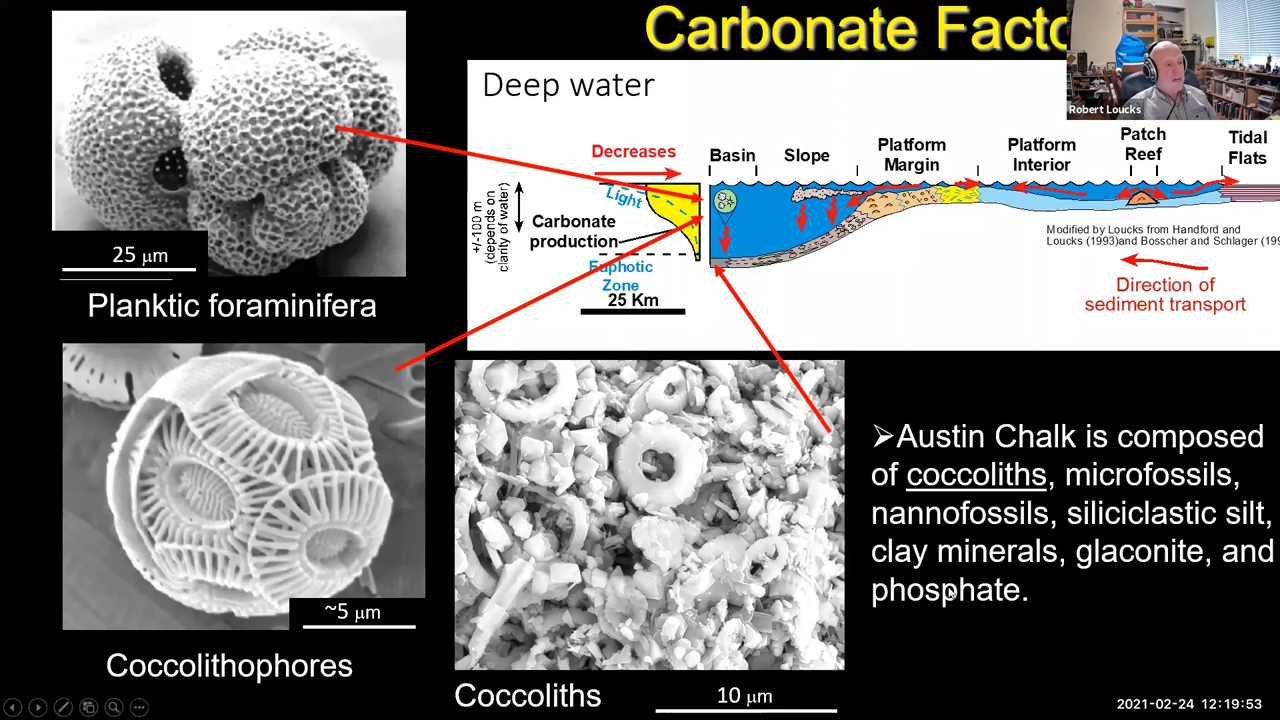 Carbonate Facto
Robert Loucks
Deep water
Decreases
Basin
Slope
Platform
Margin
Platform
Interior
Patch
Reef
Tidal
Flats
Light
+/-100 m
(depends on
clarity of water)
Carbonate
production
Euphotic
Zone
25 Km
Modified by Loucks from Handford and
Loucks (1993)and Bosscher and Schlager (199
Direction of
sediment transport
25 μm
Planktic foraminifera
~5 μm
Coccolithophores
Coccoliths
10 μm
➢Austin Chalk is composed
of coccoliths, microfossils,
nannofossils, siliciclastic silt,
clay minerals, glaconite, and
phosphate.
2021-02-24 12:19:53